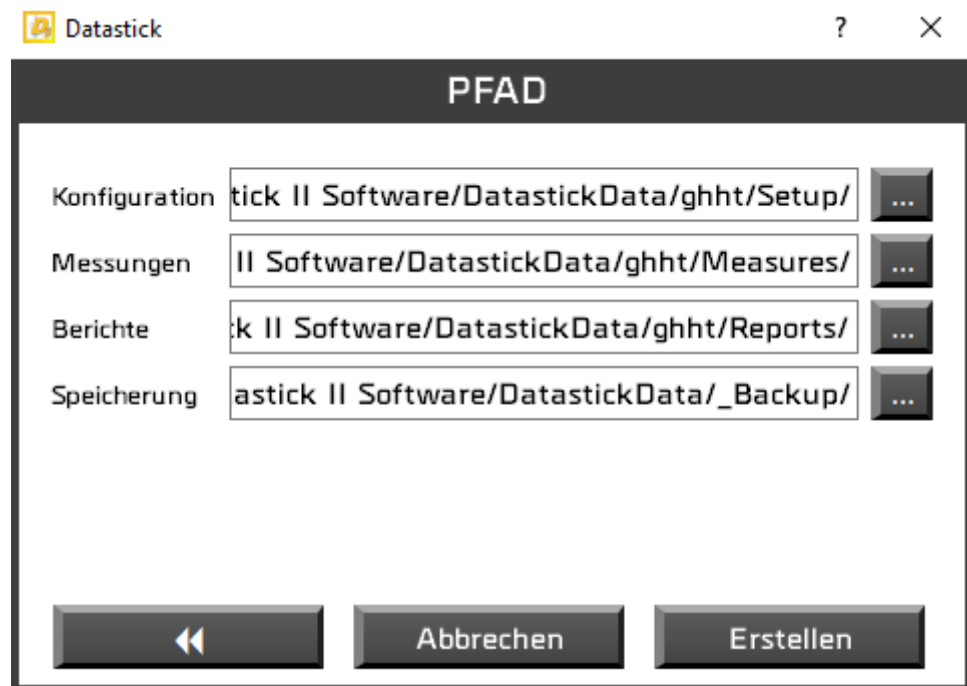 Datastick
PFAD
Konfiguration tick II Software/DatastickData/ghht/Setup/ ...
Messungen II Software/DatastickData/ghht/Measures/ ...
Berichte k II Software/DatastickData/ghht/Reports/ ...
Speicherung astick II Software/DatastickData/_Backup/ ...
Abbrechen Erstellen